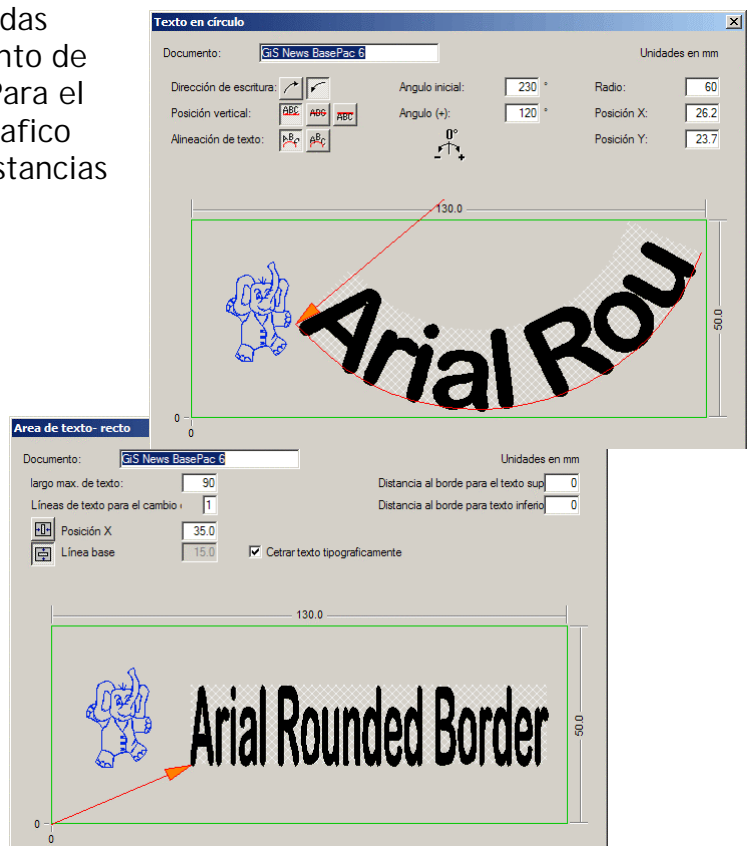 das
nto de
Para el
afico
stancias
Texto en círculo
Documento: GiS News BasePac 6 Unidades en mm
Dirección de escritura: Angulo inicial: 230 ° Radio: 60
Posición vertical: ABC ABC ABC Angulo (+): 120 ° Posición X: 26.2
Alineación de texto: ABC ABC 0° Posición Y: 23.7
- +
130.0
Arial Rou
50.0
0
0
Area de texto- recto
Documento: GiS News BasePac 6 Unidades en mm
largo max. de texto: 90 Distancia al borde para el texto sup 0
Líneas de texto para el cambio 1 Distancia al borde para texto inferio 0
Posición X 35.0
Línea base 15.0 Cetrar texto tipograficamente
130.0
Arial Rounded Border
50.0
0
0